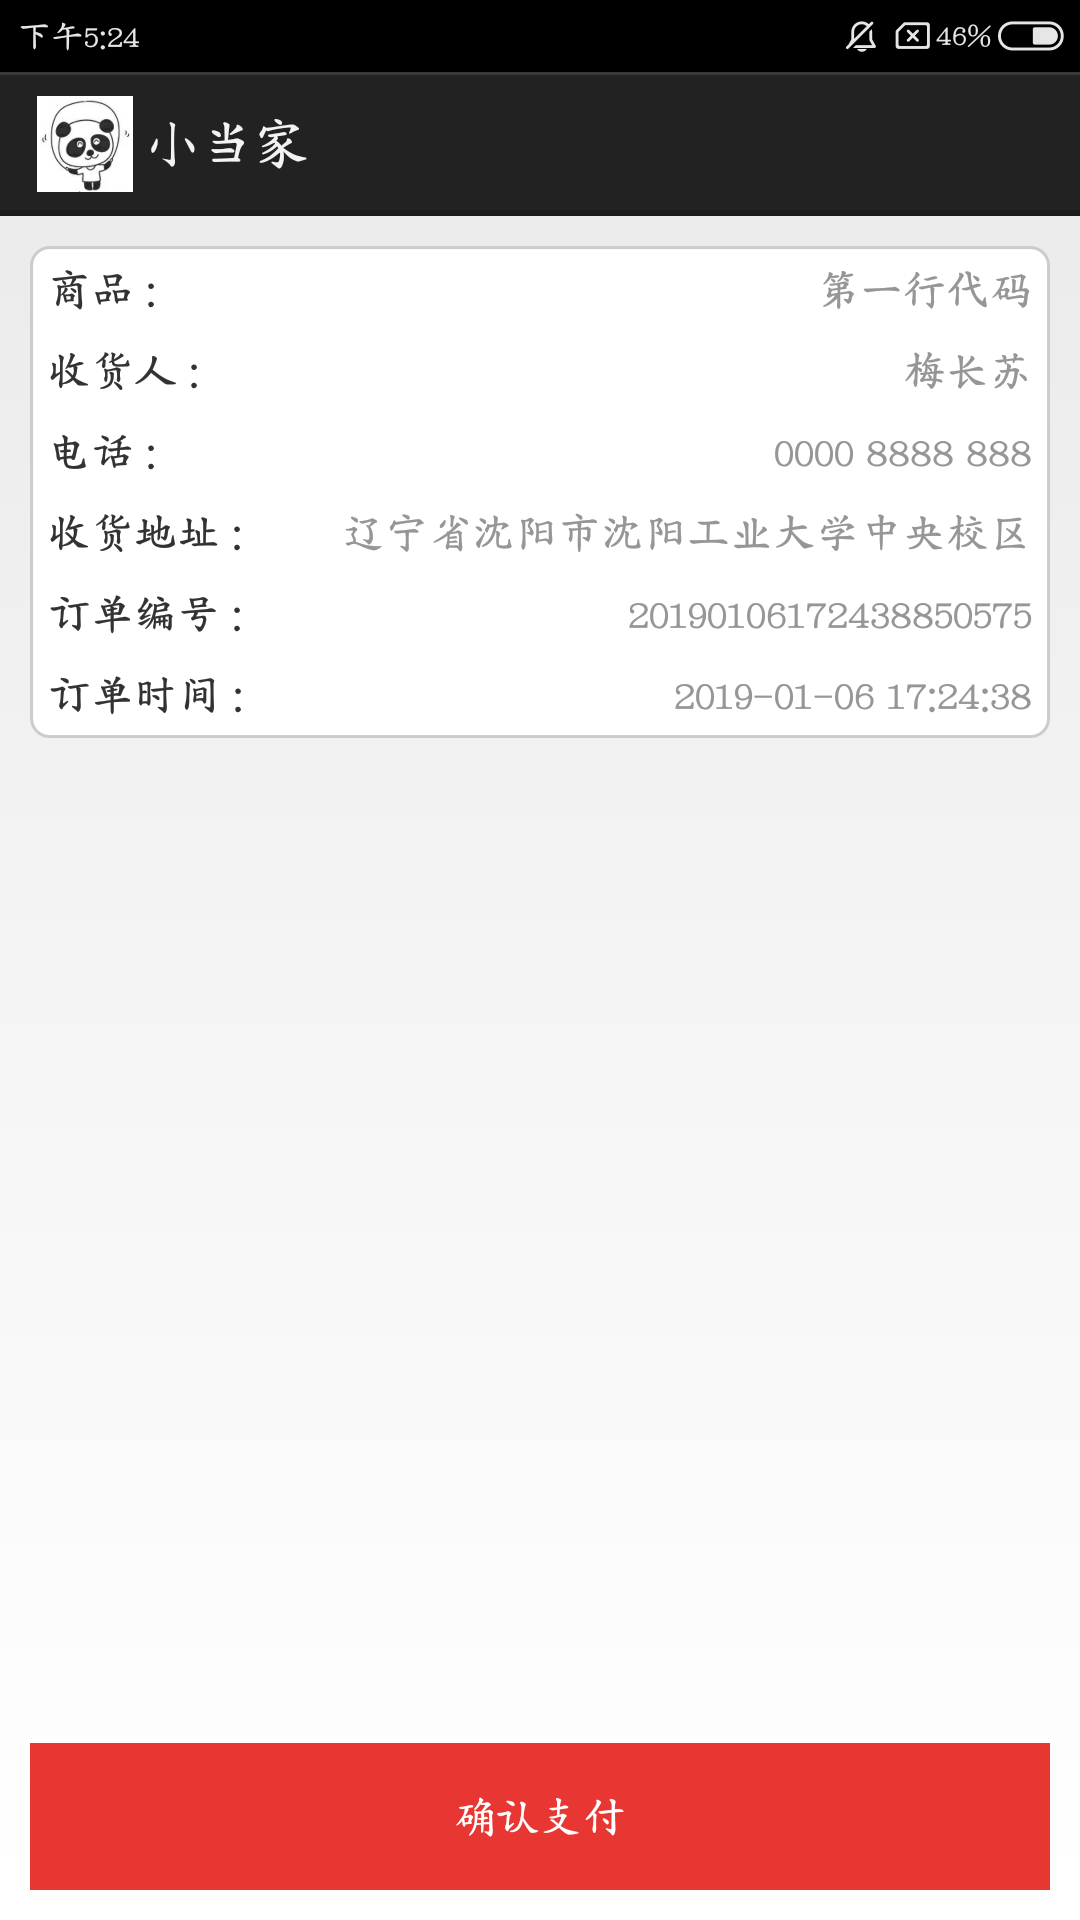 下午5:24 46%
小当家
商品： 第一行代码
收货人： 梅长苏
电话： 0000 8888 888
收货地址： 辽宁省沈阳市沈阳工业大学中央校区
订单编号： 20190106172438850575
订单时间： 2019-01-06 17:24:38
确认支付